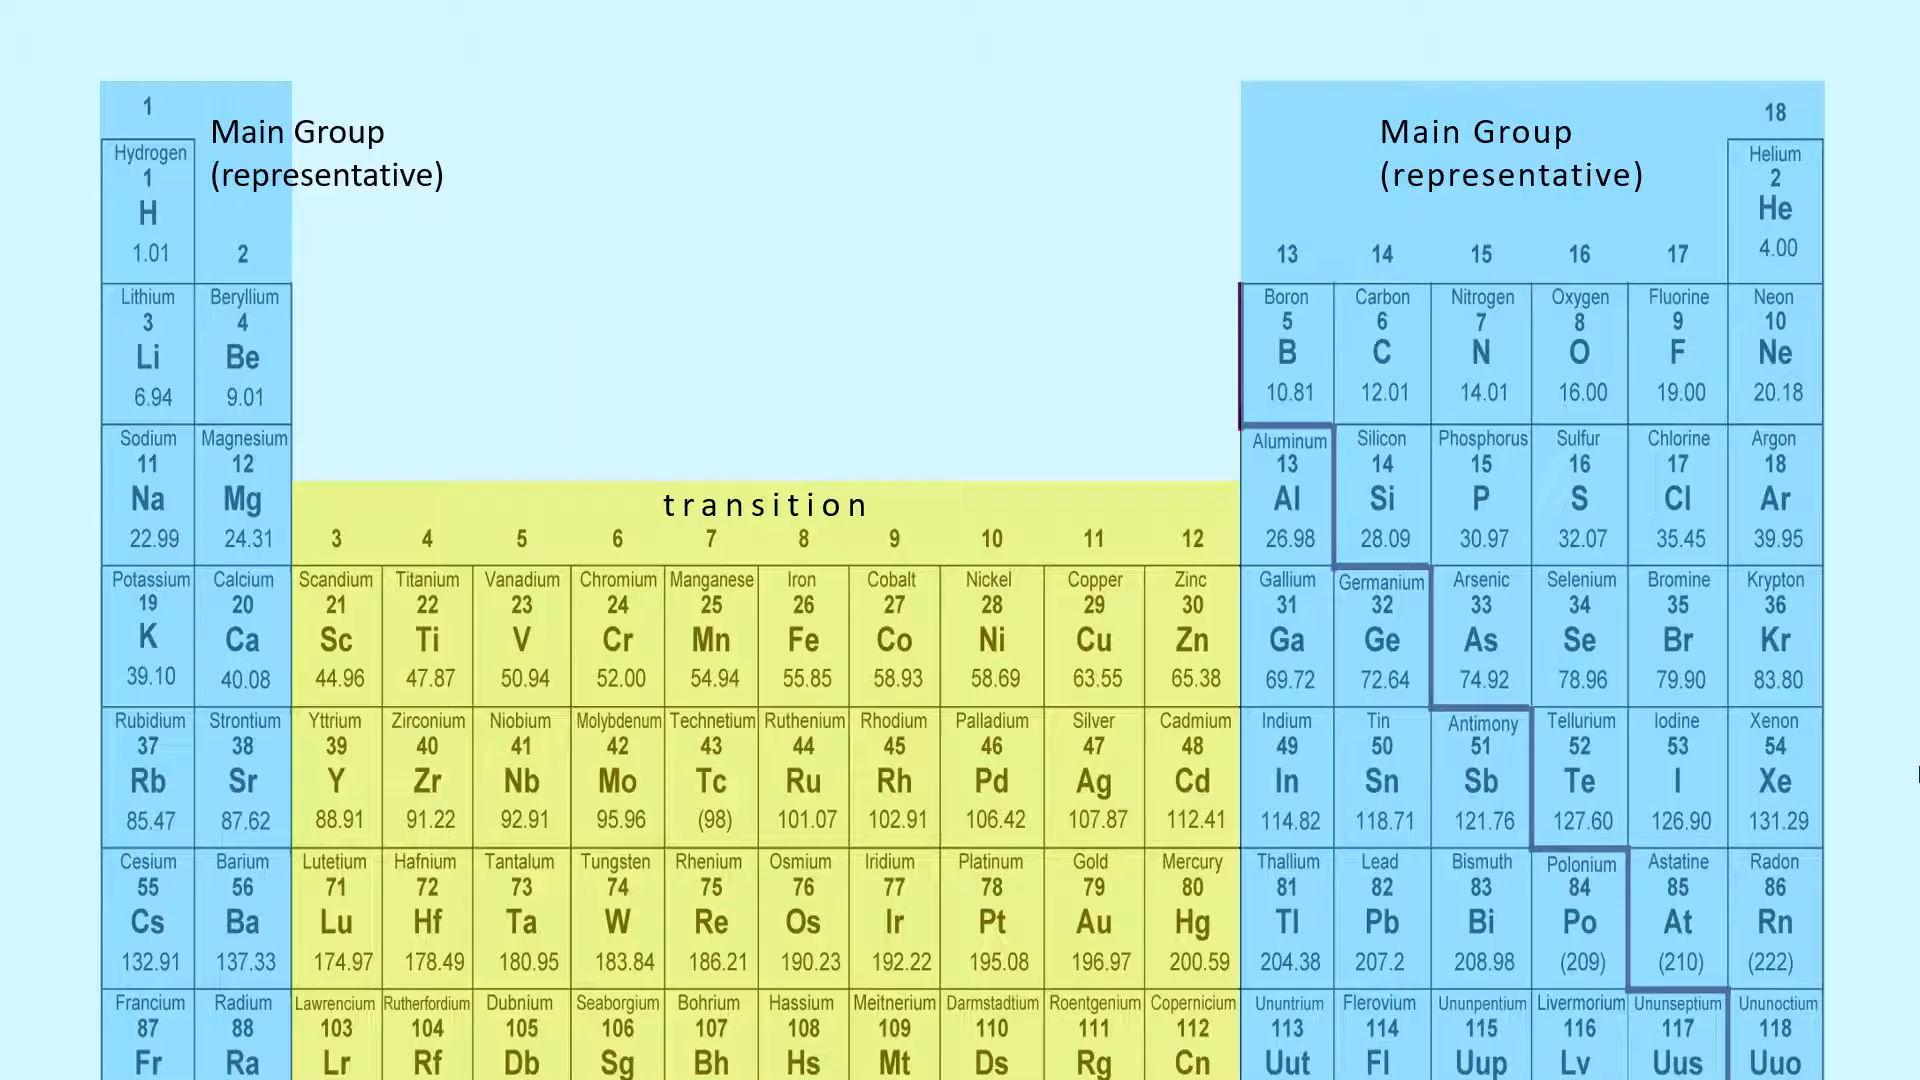 1 18
Main Group Main Group
(representative) (representative)
Hydrogen Helium
1 2
H He
1.01 2 13 14 15 16 17 4.00
Lithium Beryllium Boron Carbon Nitrogen Oxygen Fluorine Neon
3 4 5 6 7 8 9 10
Li Be B C N O F Ne
6.94 9.01 10.81 12.01 14.01 16.00 19.00 20.18
Sodium Magnesium Aluminum Silicon Phosphorus Sulfur Chlorine Argon
11 12 13 14 15 16 17 18
Na Mg Al Si P S Cl Ar
transition
22.99 24.31 3 4 5 6 7 8 9 10 11 12 26.98 28.09 30.97 32.07 35.45 39.95
Potassium Calcium Scandium Titanium Vanadium Chromium Manganese Iron Cobalt Nickel Copper Zinc Gallium Germanium Arsenic Selenium Bromine Krypton
19 20 21 22 23 24 25 26 27 28 29 30 31 32 33 34 35 36
K Ca Sc Ti V Cr Mn Fe Co Ni Cu Zn Ga Ge As Se Br Kr
39.10 40.08 44.96 47.87 50.94 52.00 54.94 55.85 58.93 58.69 63.55 65.38 69.72 72.64 74.92 78.96 79.90 83.80
Rubidium Strontium Yttrium Zirconium Niobium Molybdenum Technetium Ruthenium Rhodium Palladium Silver Cadmium Indium Tin Antimony Tellurium Iodine Xenon
37 38 39 40 41 42 43 44 45 46 47 48 49 50 51 52 53 54
Rb Sr Y Zr Nb Mo Tc Ru Rh Pd Ag Cd In Sn Sb Te I Xe
85.47 87.62 88.91 91.22 92.91 95.96 (98) 101.07 102.91 106.42 107.87 112.41 114.82 118.71 121.76 127.60 126.90 131.29
Cesium Barium Lutetium Hafnium Tantalum Tungsten Rhenium Osmium Iridium Platinum Gold Mercury Thallium Lead Bismuth Polonium Astatine Radon
55 56 71 72 73 74 75 76 77 78 79 80 81 82 83 84 85 86
Cs Ba Lu Hf Ta W Re Os Ir Pt Au Hg Tl Pb Bi Po At Rn
132.91 137.33 174.97 178.49 180.95 183.84 186.21 190.23 192.22 195.08 196.97 200.59 204.38 207.2 208.98 (209) (210) (222)
Francium Radium Lawrencium Rutherfordium Dubnium Seaborgium Bohrium Hassium Meitnerium Darmstadtium Roentgenium Copernicium Ununtrium Flerovium Ununpentium Livermorium Ununseptium Ununoctium
87 88 103 104 105 106 107 108 109 110 111 112 113 114 115 116 117 118
Fr Ra Lr Rf Db Sg Bh Hs Mt Ds Rg Cn Uut Fl Uup Lv Uus Uuo